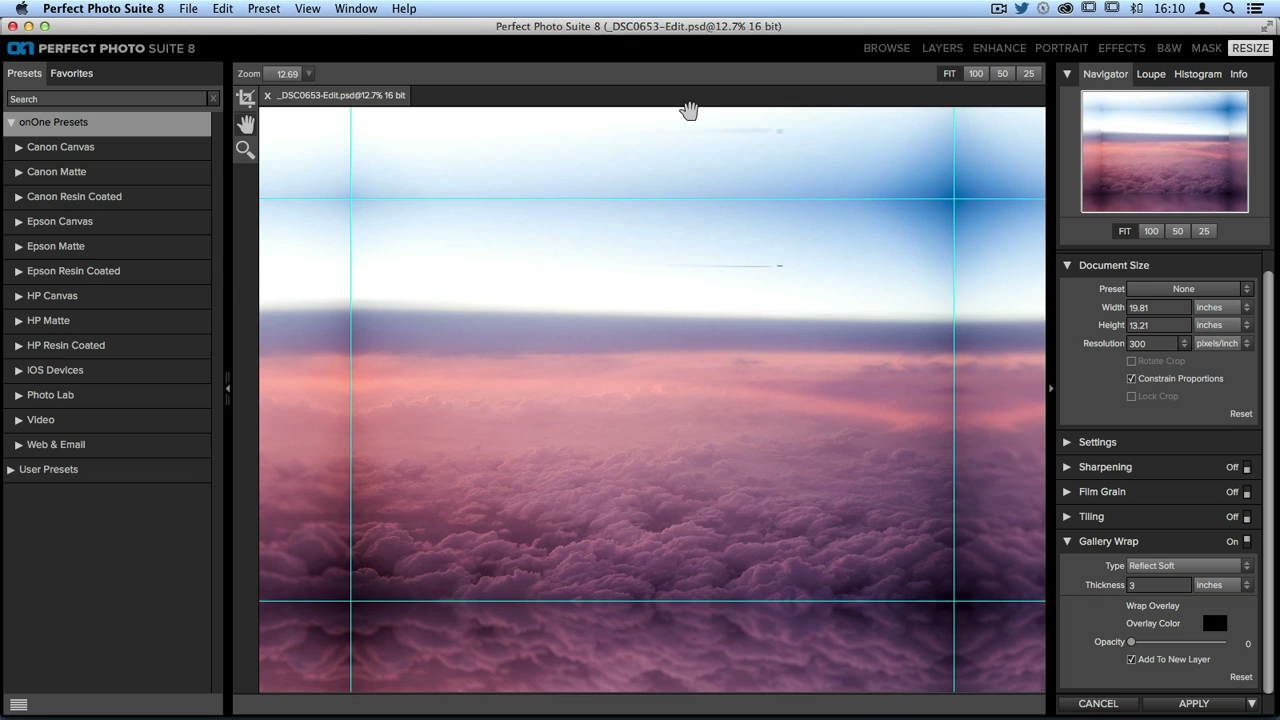 Perfect Photo Suite 8 File Edit Preset View Window Help 16:10
Perfect Photo Suite 8 (_DSC0653-Edit.psd@12.7% 16 bit)
on PERFECT PHOTO SUITE 8 BROWSE LAYERS ENHANCE PORTRAIT EFFECTS B&W MASK RESIZE
Presets Favorites
Search X
onOne Presets
Canon Canvas
Canon Matte
Canon Resin Coated
Epson Canvas
Epson Matte
Epson Resin Coated
HP Canvas
HP Matte
HP Resin Coated
IOS Devices
Photo Lab
Video
Web & Email
User Presets
Zoom 12.69 FIT 100 50 25
X _DSC0653-Edit.psd@12.7% 16 bit
Navigator Loupe Histogram Info
FIT 100 50 25
Document Size
Preset None
Width 19.81 inches
Height 13.21 inches
Resolution 300 pixels/inch
Rotate Crop
Constrain Proportions
Lock Crop
Reset
Settings
Sharpening Off
Film Grain Off
Tiling Off
Gallery Wrap On
Type Reflect Soft
Thickness 3 Inches
Wrap Overlay
Overlay Color
Opacity 0
Add To New Layer
Reset
CANCEL APPLY